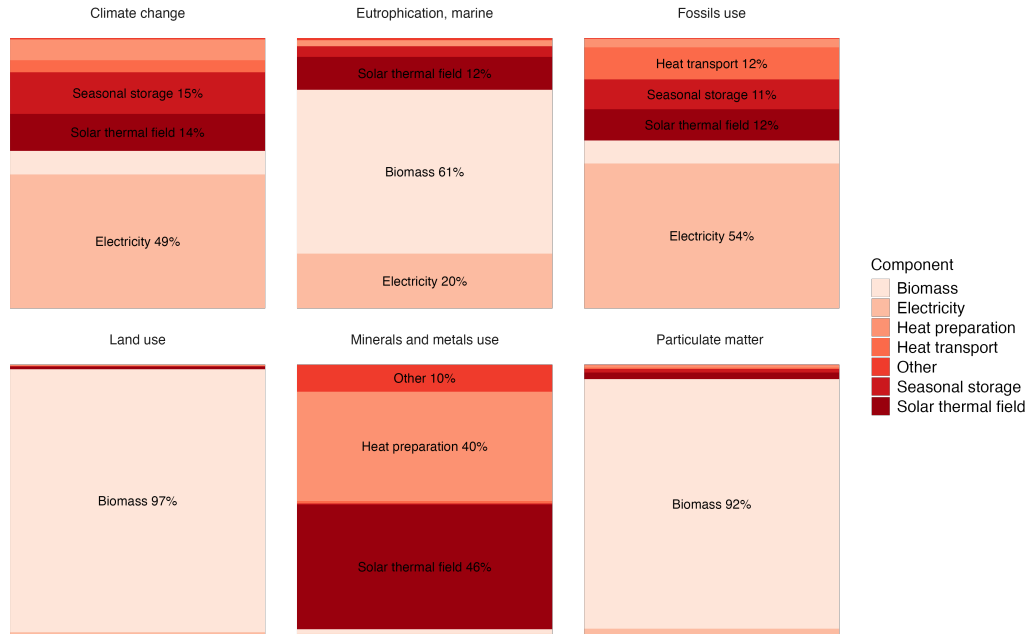 Climate change
Eutrophication, marine
Fossils use
Seasonal storage 15%
Solar thermal field 14%
Electricity 49%
Solar thermal field 12%
Biomass 61%
Electricity 20%
Heat transport 12%
Seasonal storage 11%
Solar thermal field 12%
Electricity 54%
Land use
Minerals and metals use
Particulate matter
Biomass 97%
Other 10%
Heat preparation 40%
Solar thermal field 46%
Biomass 92%
Component
Biomass
Electricity
Heat preparation
Heat transport
Other
Seasonal storage
Solar thermal field